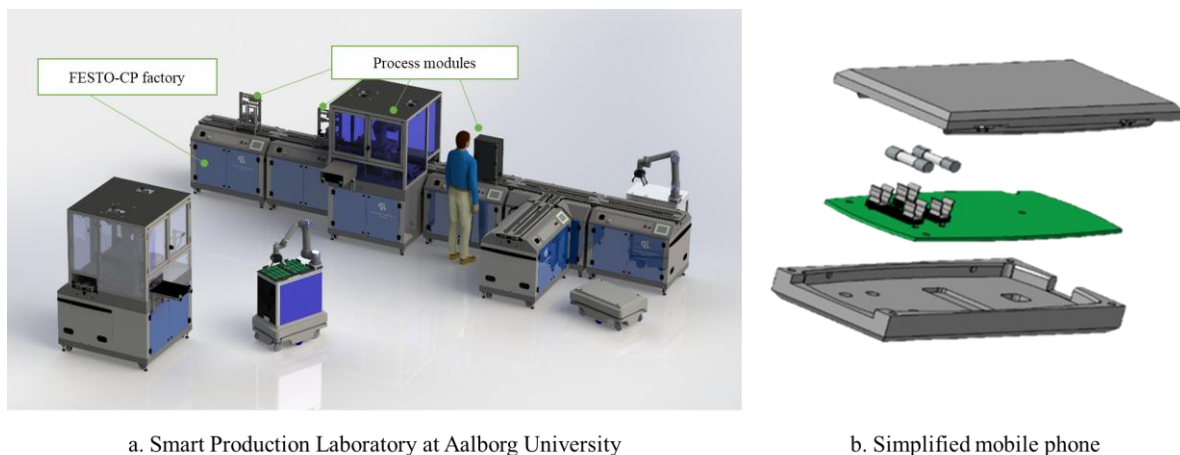 FESTO-CP factory
Process modules
a. Smart Production Laboratory at Aalborg University
b. Simplified mobile phone